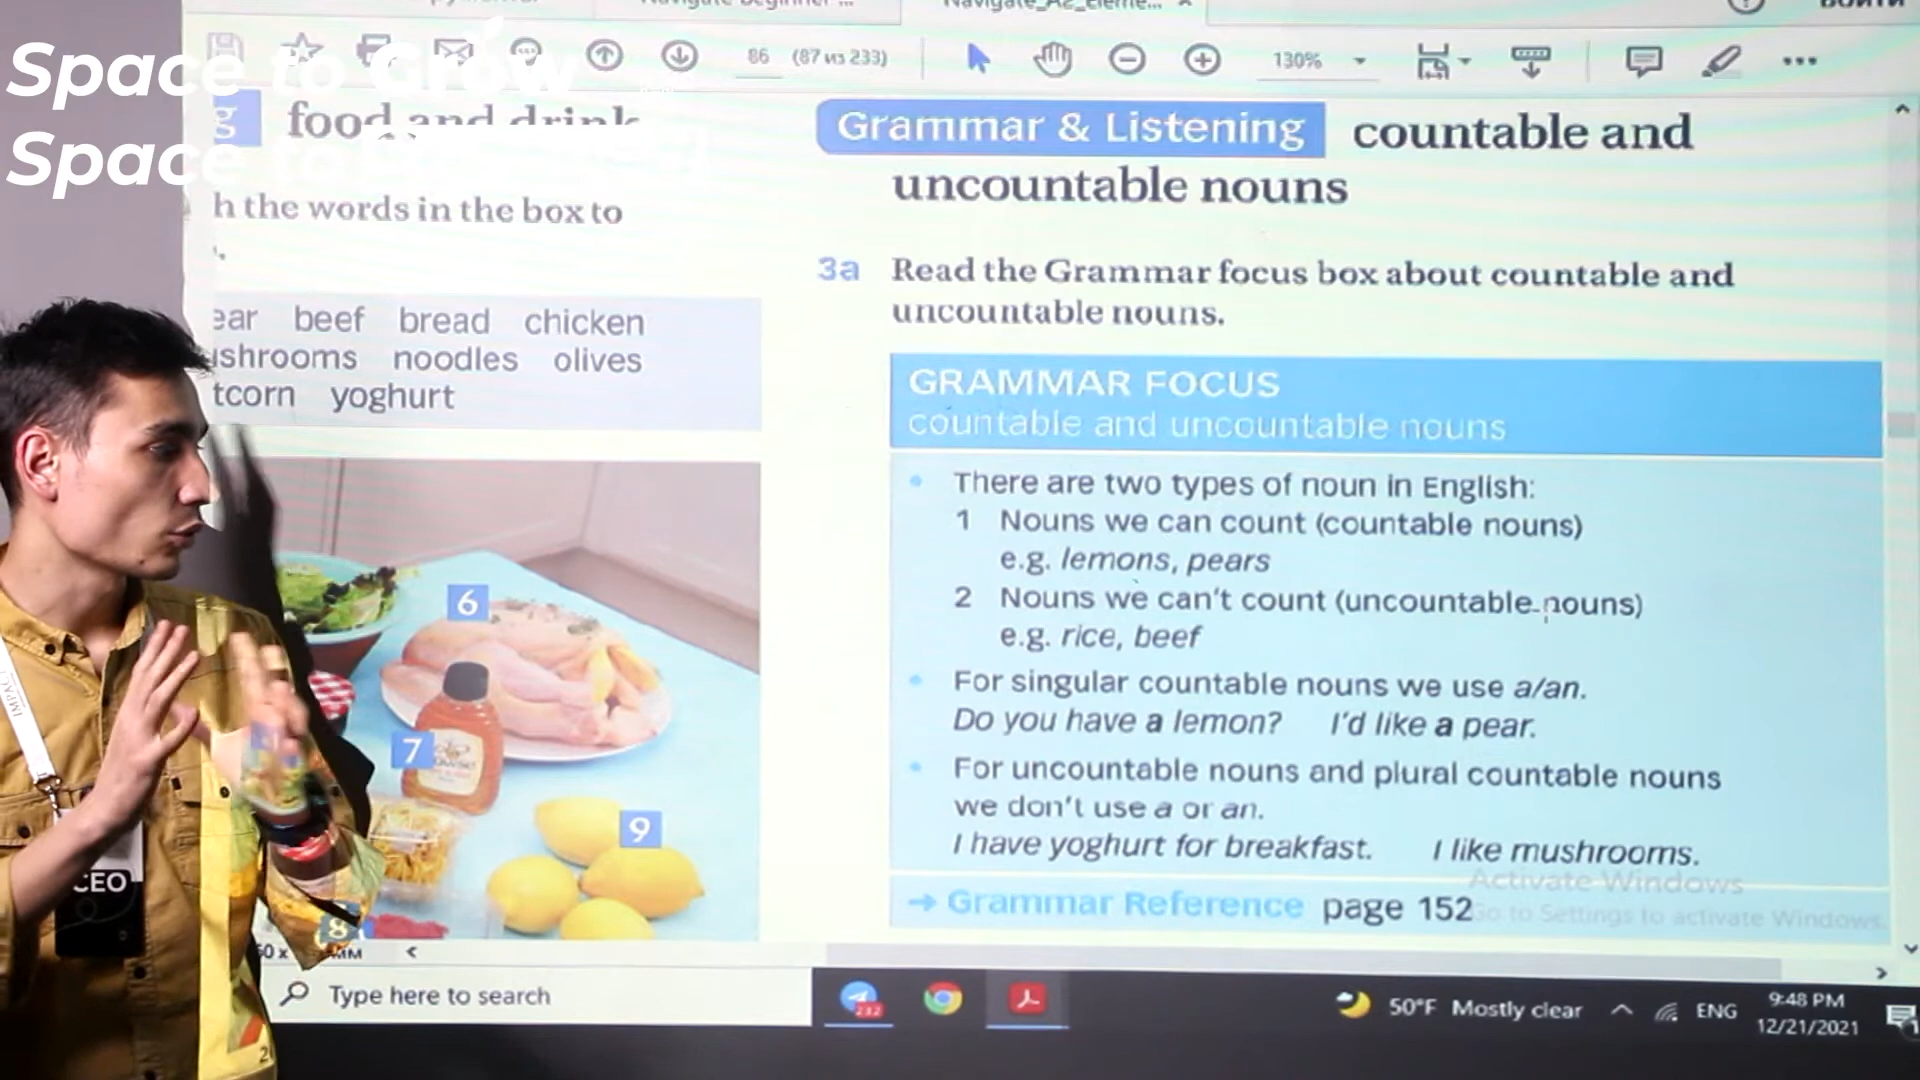 Space to Grow
Space to
86 (87 из 233)
130%
food and drink
h the words in the box to
ear beef bread chicken
shrooms noodles olives
tcorn yoghurt
6
7
9
8
Grammar & Listening countable and
uncountable nouns
3a Read the Grammar focus box about countable and
uncountable nouns.
GRAMMAR FOCUS
countable and uncountable nouns
• There are two types of noun in English:
1 Nouns we can count (countable nouns)
e.g. lemons, pears
2 Nouns we can't count (uncountable nouns)
e.g. rice, beef
• For singular countable nouns we use a/an.
Do you have a lemon? I'd like a pear.
• For uncountable nouns and plural countable nouns
we don't use a or an.
I have yoghurt for breakfast. I like mushrooms.
→ Grammar Reference page 152
Activate Windows
Go to Settings to activate Windows.
CEO
Type here to search
232
50°F Mostly clear
ENG
9:48 PM
12/21/2021